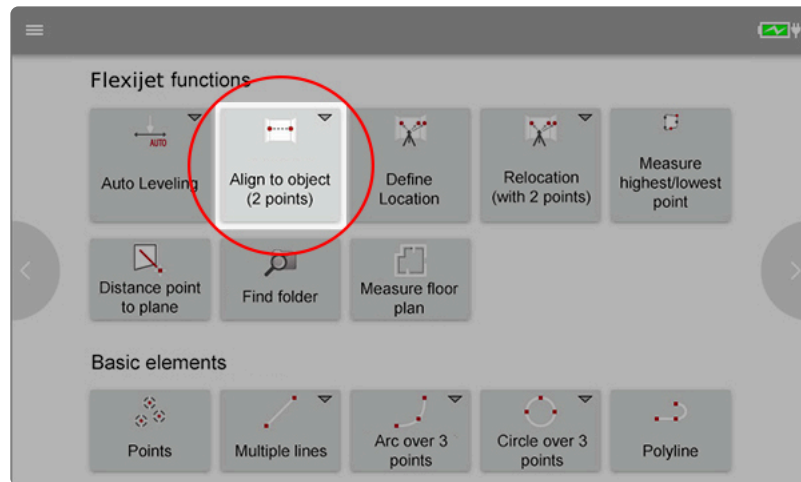 Flexijet functions
AUTO
Auto Leveling
Align to object
(2 points)
Define
Location
Relocation
(with 2 points)
Measure
highest/lowest
point
Distance point
to plane
Find folder
Measure floor
plan
Basic elements
Points
Multiple lines
Arc over 3
points
Circle over 3
points
Polyline